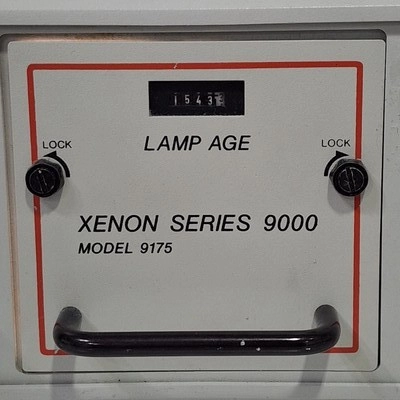 1543
LAMP AGE
LOCK
LOCK
XENON SERIES 9000
MODEL 9175